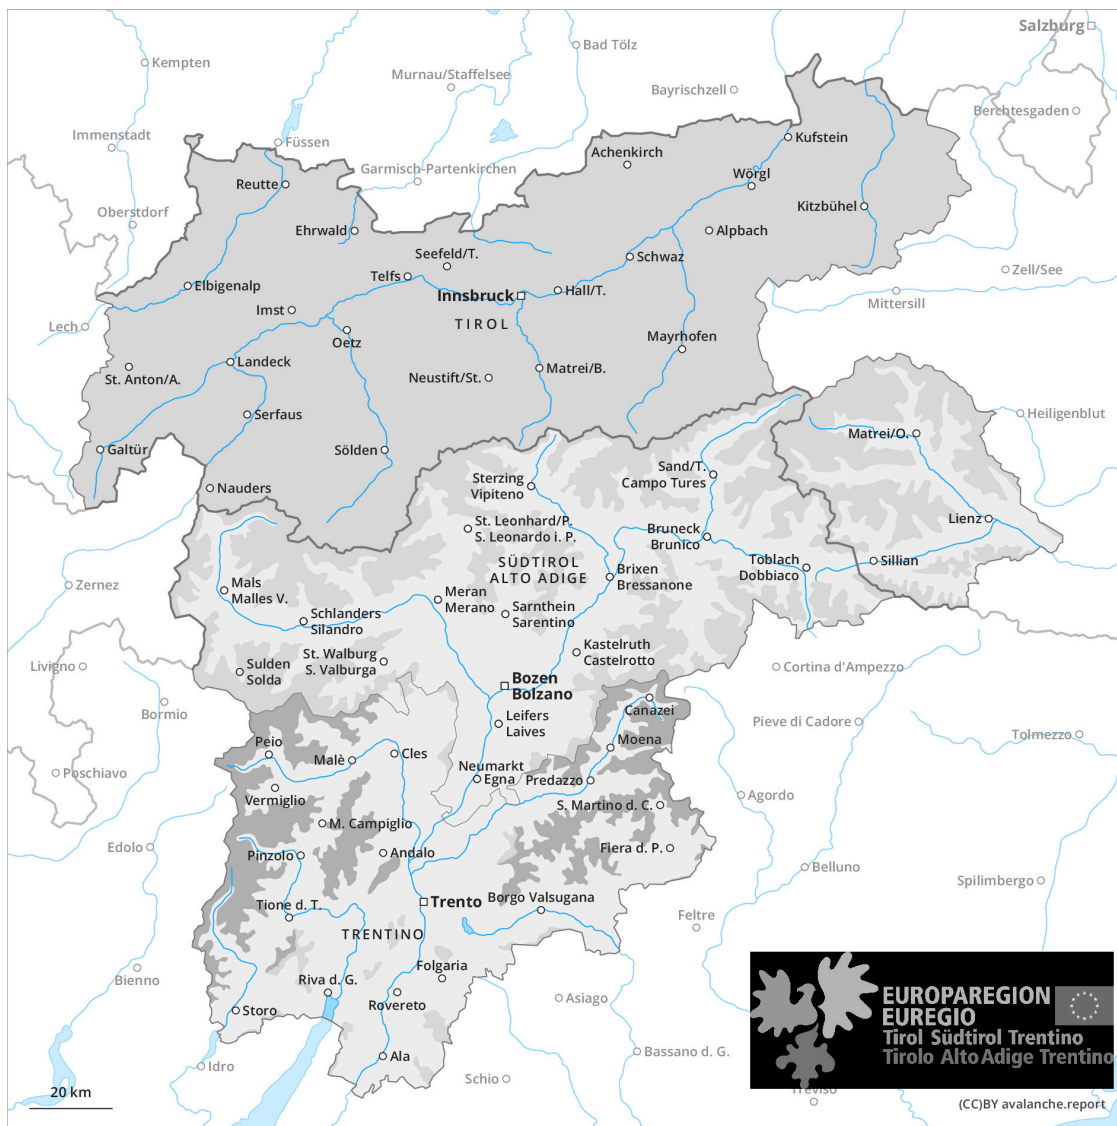 Salzburg
Bad Tölz
Kempten
Murnau/Staffelsee
Bayrischzell
Berchtesgaden
Immenstadt
Kufstein
Füssen
Achenkirch
Garmisch-Partenkirchen
Wörgl
Reutte
Kitzbühel
Oberstdorf
Ehrwald
Alpbach
Seefeld/T.
Schwaz
Zell/See
Telfs
Elbigenalp
Hall/T.
Innsbruck
Mittersill
Imst
TIROL
Lech
Oetz
Mayrhofen
Landeck
Matrei/B.
St. Anton/A.
Neustift/St.
Serfaus
Heiligenblut
Matrei/O.
Galtür
Sölden
Sand/T.
Campo Tures
Sterzing
Vipiteno
Nauders
Lienz
St. Leonhard/P.
S. Leonardo i. P.
Bruneck
Brunico
SÜDTIROL
ALTO ADIGE
Toblach
Dobbiaco
Sillian
Brixen
Bressanone
Zernez
Mals
Malles V.
Meran
Merano
Schlanders
Silandro
Sarnthein
Sarentino
Kastelruth
Castelrotto
St. Walburg
S. Valburga
Livigno
Sulden
Solda
Cortina d'Ampezzo
Bozen
Bolzano
Bormio
Canazei
Leifers
Laives
Pieve di Cadore
Tolmezzo
Peio
Moena
Malè
Cles
Poschiavo
Neumarkt
Egna
Predazzo
Vermiglio
Agordo
S. Martino d. C.
M. Campiglio
Edolo
Pinzolo
Andalo
Fiera d. P.
Belluno
Spilimbergo
Tione d. T.
Trento
Borgo Valsugana
Feltre
TRENTINO
Bienno
Folgaria
Riva d. G.
Rovereto
Asiago
Storo
EUROPAREGION
EUREGIO
Tirol Südtirol Trentino
Tirolo Alto Adige Trentino
Ala
Bassano d. G.
Idro
Schio
20 km
Treviso
(CC)BY avalanche.report